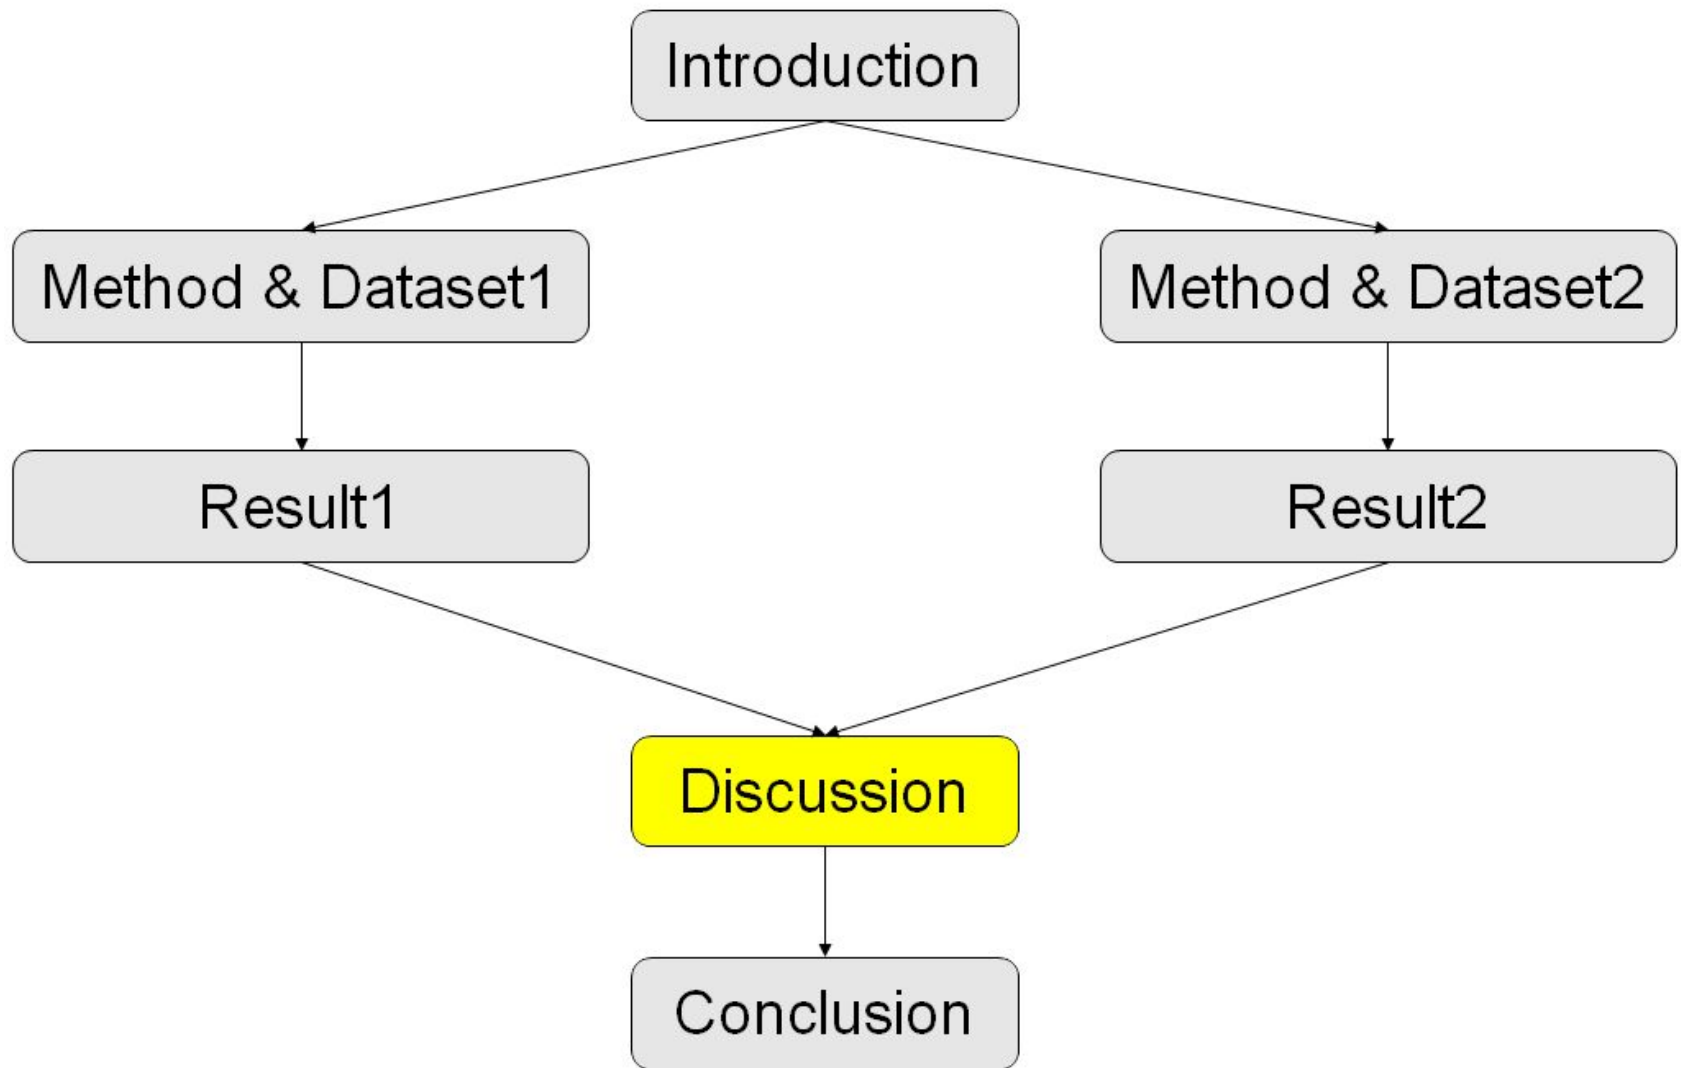 Introduction
Method & Dataset1
Method & Dataset2
Result1
Result2
Discussion
Conclusion